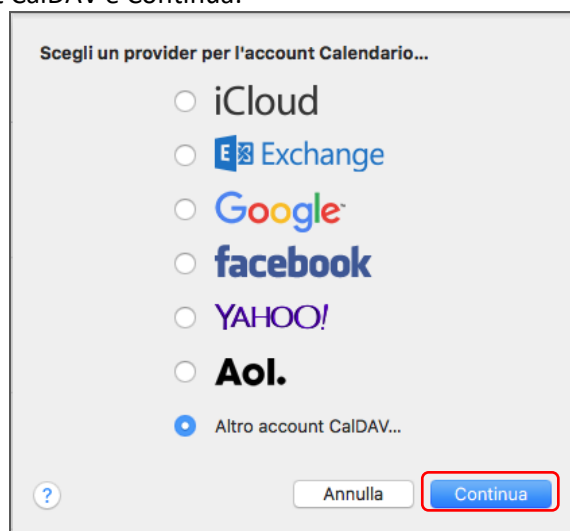 CalDAV e Continua.
Scegli un provider per l'account Calendario...
iCloud
E Exchange
Google
facebook
YAHOO!
Aol.
Altro account CalDAV...
? Annulla Continua